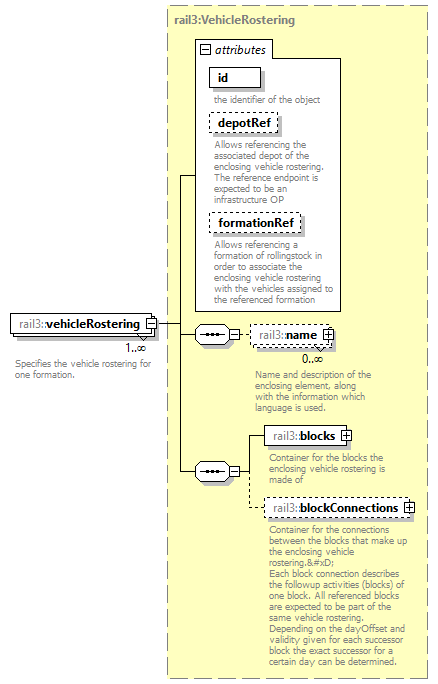 rail3:VehicleRostering
attributes
id
the identifier of the object
depotRef
Allows referencing the
associated depot of the
enclosing vehicle rostering.
The reference endpoint is
expected to be an
infrastructure OP
formationRef
Allows referencing a
formation of rollingstock in
order to associate the
enclosing vehicle rostering
with the vehicles assigned to
the referenced formation
rail3::vehicleRostering
1..∞
Specifies the vehicle rostering for
one formation.
rail3::name
0..∞
Name and description of the
enclosing element, along
with the information which
language is used.
rail3::blocks
Container for the blocks the
enclosing vehicle rostering is
made of
rail3::blockConnections
Container for the connections
between the blocks that make up
the enclosing vehicle
rostering.&#xD;
Each block connection describes
the followup activities (blocks) of
one block. All referenced blocks
are expected to be part of the
same vehicle rostering.
Depending on the dayOffset and
validity given for each successor
block the exact successor for a
certain day can be determined.